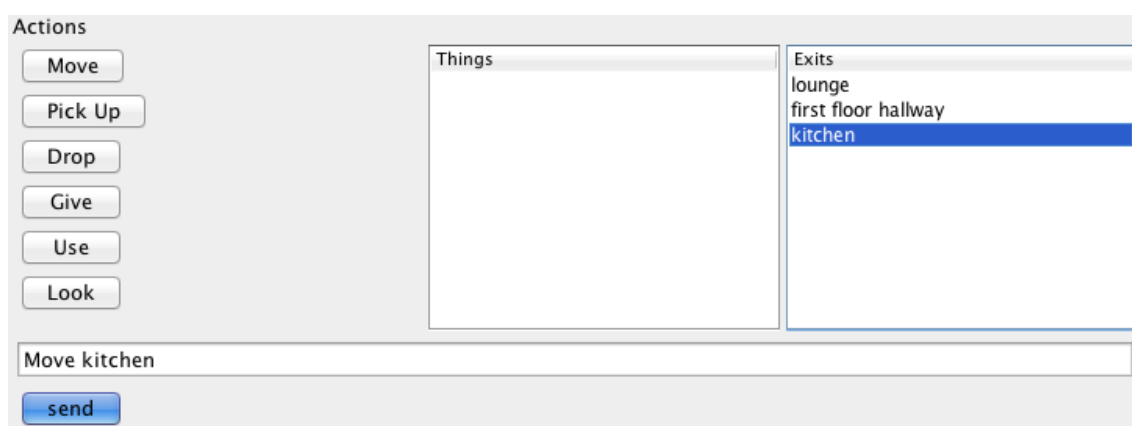 Actions
Move
Pick Up
Drop
Give
Use
Look
Things
Exits
lounge
first floor hallway
kitchen
Move kitchen
send